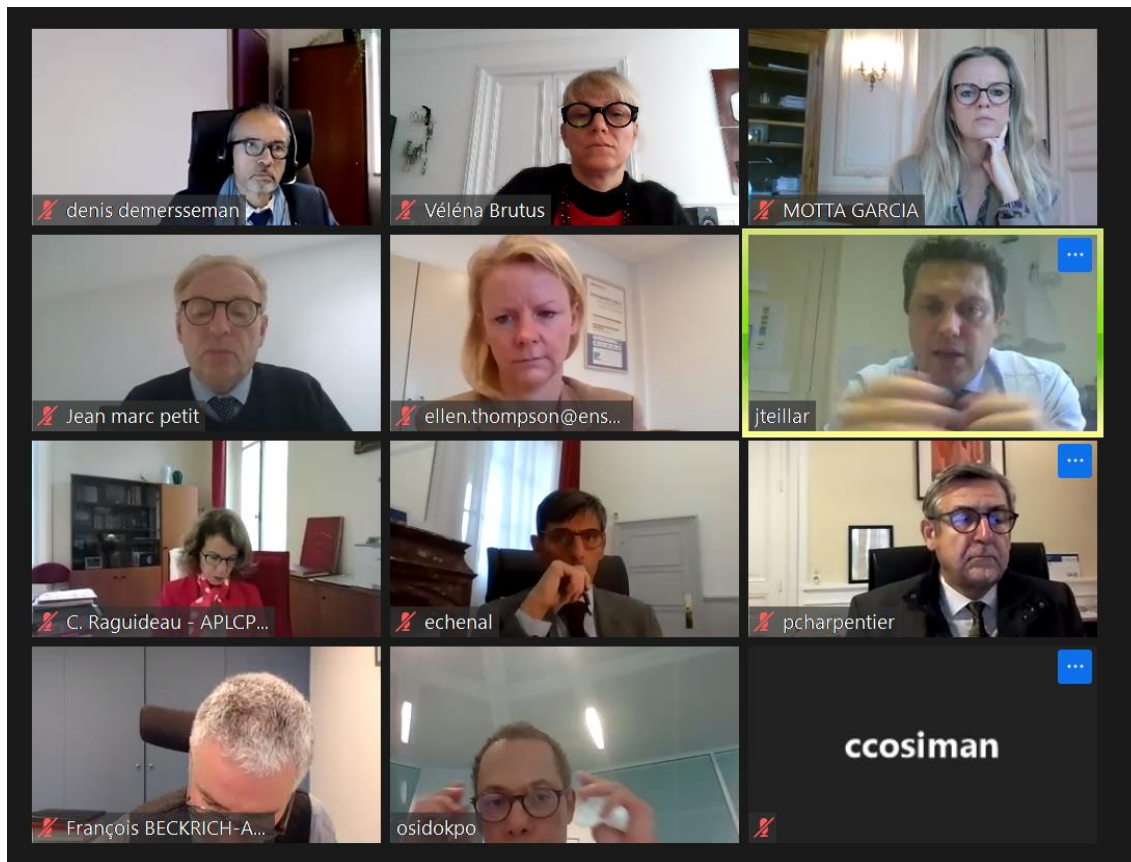 denis demersseman
Véléna Brutus
MOTTA GARCIA
Jean marc petit
ellen.thompson@ens...
jteillar
C. Raguideau - APLCP...
echenal
pcharpentier
François BECKRICH-A...
osidokpo
ccosiman